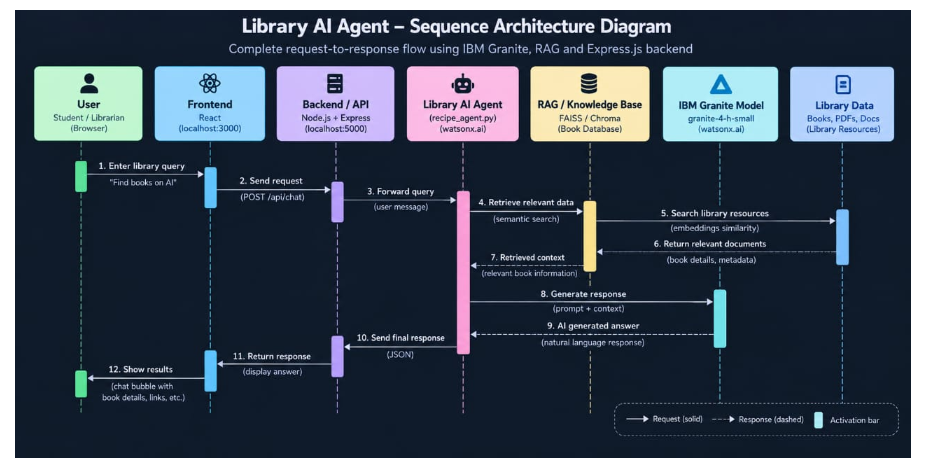 Library AI Agent – Sequence Architecture Diagram
Complete request-to-response flow using IBM Granite, RAG and Express.js backend
User
Student / Librarian
(Browser)
Frontend
React
(localhost:3000)
Backend / API
Node.js + Express
(localhost:5000)
Library AI Agent
(recipe_agent.py)
(watsonx.ai)
RAG / Knowledge Base
FAISS / Chroma
(Book Database)
IBM Granite Model
granite-4-h-small
(watsonx.ai)
Library Data
Books, PDFs, Docs
(Library Resources)
1. Enter library query
"Find books on AI"
2. Send request
(POST /api/chat)
3. Forward query
(user message)
4. Retrieve relevant data
(semantic search)
5. Search library resources
(embeddings similarity)
6. Return relevant documents
(book details, metadata)
7. Retrieved context
(relevant book information)
8. Generate response
(prompt + context)
9. AI generated answer
(natural language response)
10. Send final response
(JSON)
11. Return response
(display answer)
12. Show results
(chat bubble with
book details, links, etc.)
Request (solid)
Response (dashed)
Activation bar